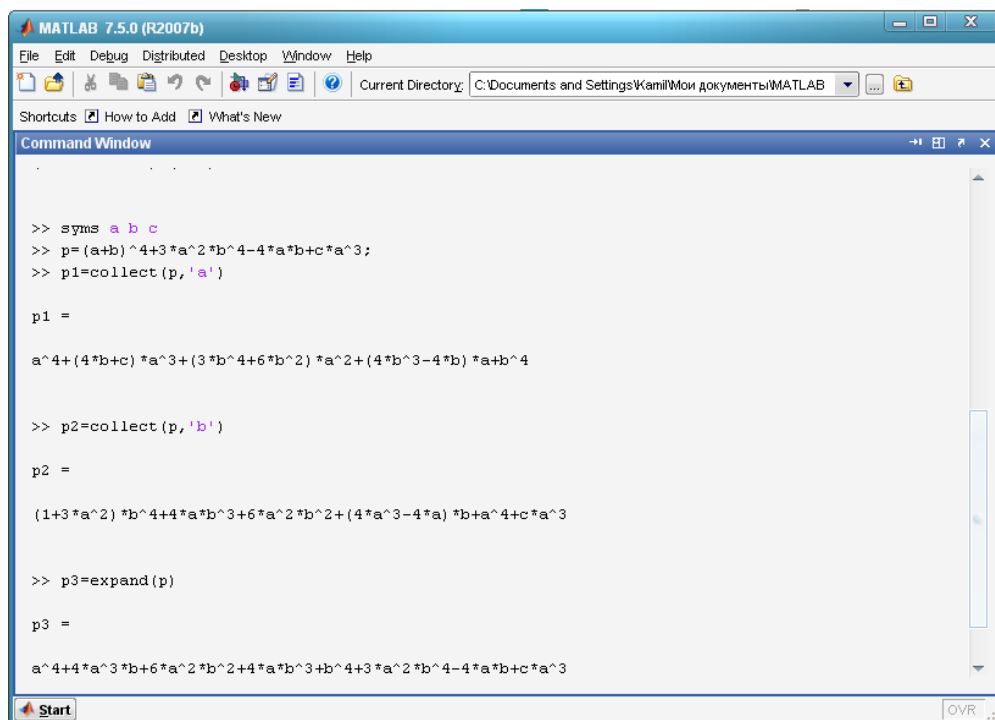 MATLAB 7.5.0 (R2007b)
File Edit Debug Distributed Desktop Window Help
Current Directory: C:\Documents and Settings\Kamil\Мои документы\MATLAB
Shortcuts How to Add What's New
Command Window
>> syms a b c
>> p=(a+b)^4+3*a^2*b^4-4*a*b+c*a^3;
>> p1=collect(p,'a')
p1 =
a^4+(4*b+c)*a^3+(3*b^4+6*b^2)*a^2+(4*b^3-4*b)*a+b^4
>> p2=collect(p,'b')
p2 =
(1+3*a^2)*b^4+4*a*b^3+6*a^2*b^2+(4*a^3-4*a)*b+a^4+c*a^3
>> p3=expand(p)
p3 =
a^4+4*a^3*b+6*a^2*b^2+4*a*b^3+b^4+3*a^2*b^4-4*a*b+c*a^3
Start OVR